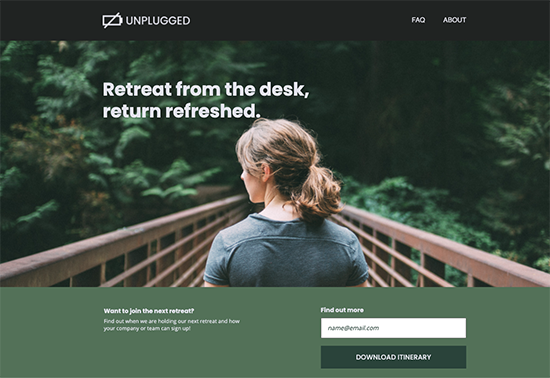 UNPLUGGED
FAQ
ABOUT
Retreat from the desk,
return refreshed.
Want to join the next retreat?
Find out when we are holding our next retreat and how
your company or team can sign up!
Find out more
name@email.com
DOWNLOAD ITINERARY